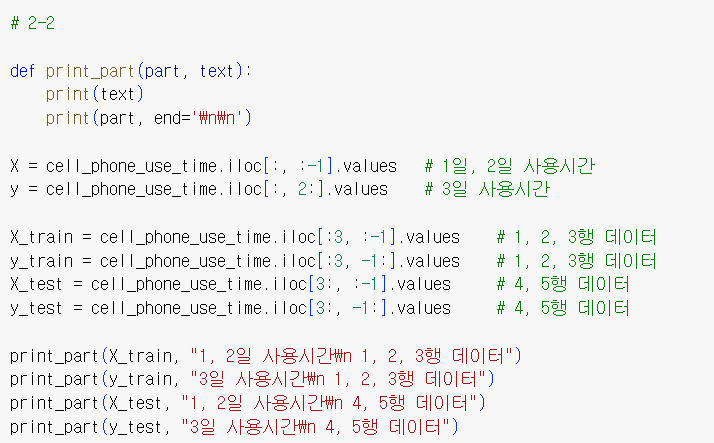 # 2-2
def print_part(part, text):
    print(text)
    print(part, end='₩n₩n')
X = cell_phone_use_time.iloc[:, :-1].values   # 1일, 2일 사용시간
y = cell_phone_use_time.iloc[:, 2:].values   # 3일 사용시간
X_train = cell_phone_use_time.iloc[:3, :-1].values    # 1, 2, 3행 데이터
y_train = cell_phone_use_time.iloc[:3, -1:].values    # 1, 2, 3행 데이터
X_test = cell_phone_use_time.iloc[3:, :-1].values     # 4, 5행 데이터
y_test = cell_phone_use_time.iloc[3:, -1:].values     # 4, 5행 데이터
print_part(X_train, "1, 2일 사용시간₩n 1, 2, 3행 데이터")
print_part(y_train, "3일 사용시간₩n 1, 2, 3행 데이터")
print_part(X_test, "1, 2일 사용시간₩n 4, 5행 데이터")
print_part(y_test, "3일 사용시간₩n 4, 5행 데이터")